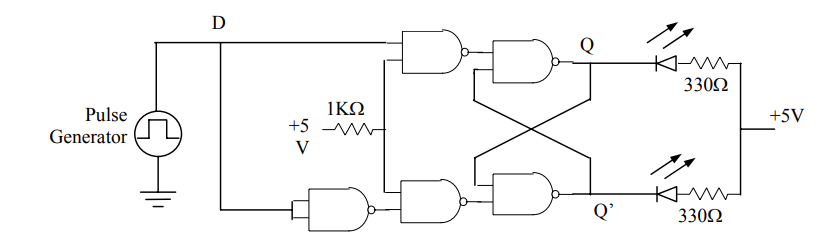 D
Q
330Ω
Pulse
Generator
1KΩ
+5
V
+5V
Q’
330Ω